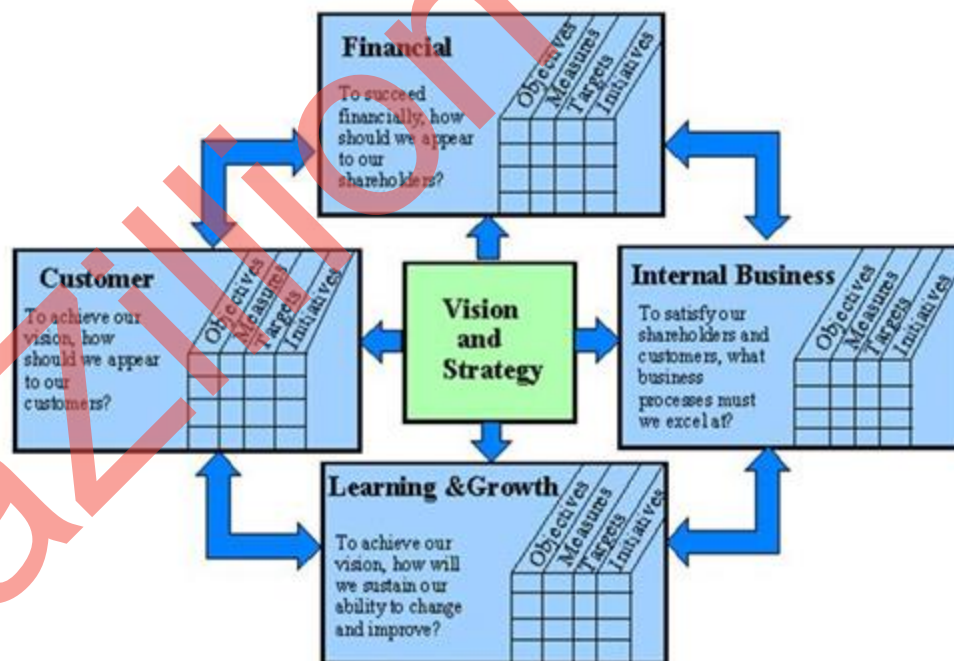 Financial
To succeed
financially, how
should we appear
to our
shareholders?
Objectives
Measures
Targets
Initiatives
Customer
To achieve our
vision, how
should we appear
to our
customers?
Objectives
Measures
Targets
Initiatives
Vision
and
Strategy
Internal Business
To satisfy our
shareholders and
customers, what
business
processes must
we excel at?
Objectives
Measures
Targets
Initiatives
Learning &Growth
To achieve our
vision, how will
we sustain our
ability to change
and improve?
Objectives
Measures
Targets
Initiatives